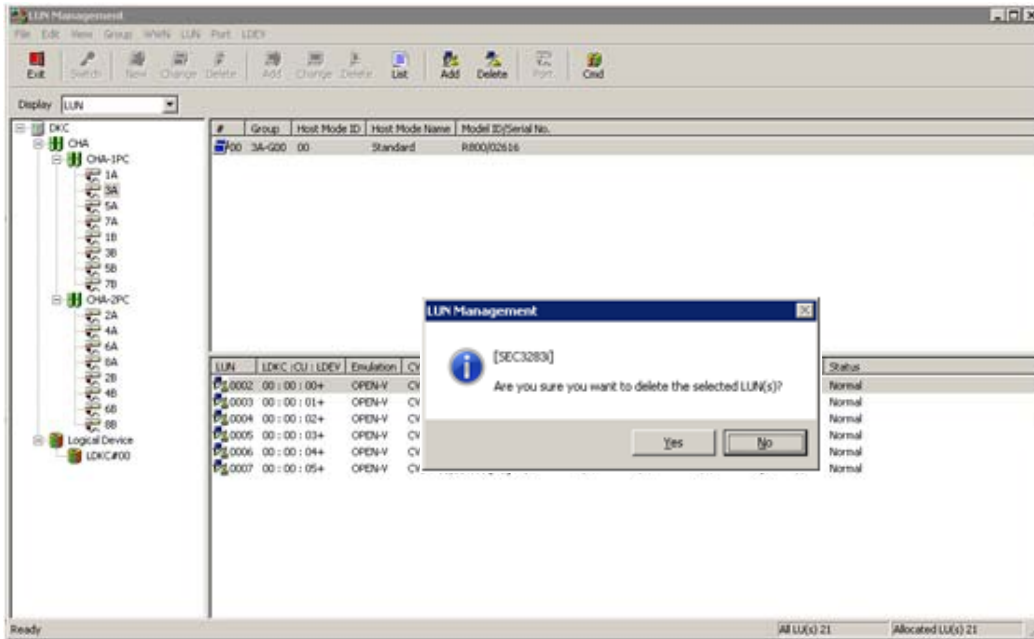 LUN Management
File Edit View Group WWN LUN Port LDEV
Exit Switch New Change Delete Add Change Delete List Add Delete Port Cmd
Display LUN
DKC
CHA
CHA-1PC
1A
3A
5A
7A
1B
3B
5B
7B
CHA-2PC
2A
4A
6A
8A
2B
4B
6B
8B
Logical Device
LDKC#00
# Group Host Mode ID Host Mode Name Model ID/Serial No.
00 3A-G00 00 Standard R800/02616
LUN LDKC :CU : LDEV Emulation CV Status
0002 00 : 00 : 00+ OPEN-V CV Normal
0003 00 : 00 : 01+ OPEN-V CV Normal
0004 00 : 00 : 02+ OPEN-V CV Normal
0005 00 : 00 : 03+ OPEN-V CV Normal
0006 00 : 00 : 04+ OPEN-V CV Normal
0007 00 : 00 : 05+ OPEN-V Normal
LUN Management
[SEC3283i]
Are you sure you want to delete the selected LUN(s)?
Yes No
Ready All LU(s) 21 Allocated LU(s) 21